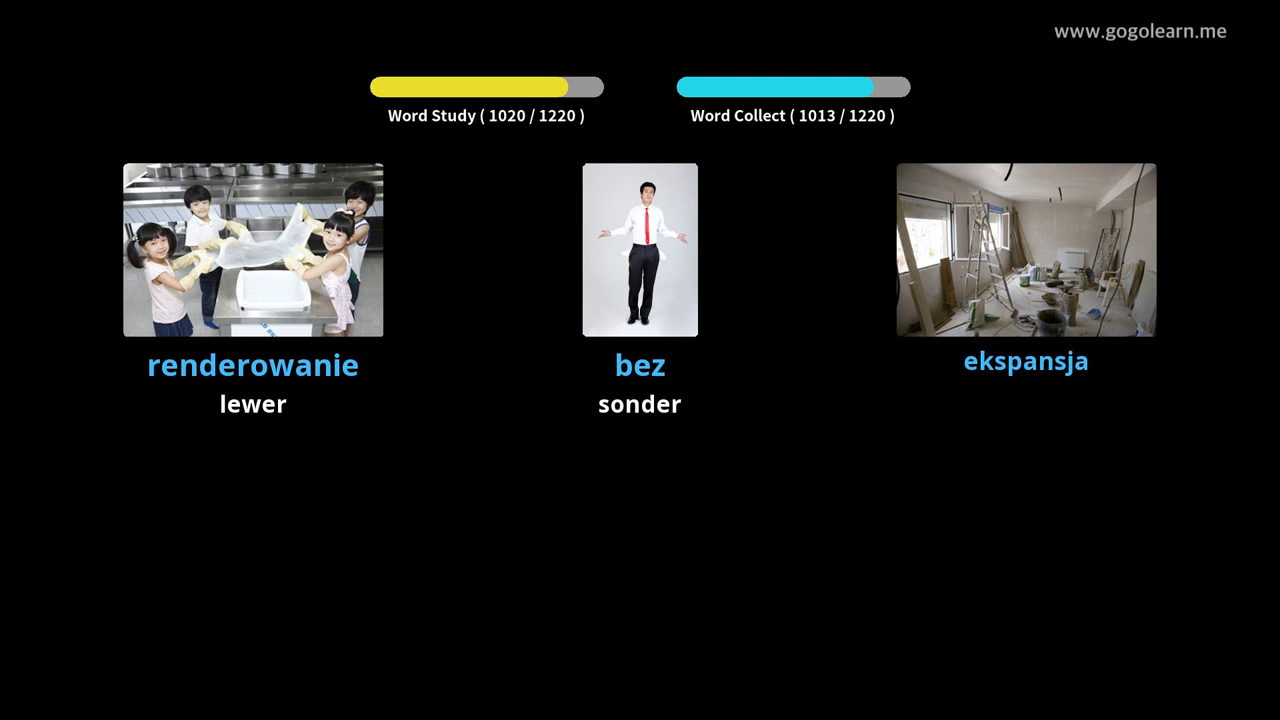 www.gogolearn.me
Word Study ( 1020 / 1220 )
Word Collect ( 1013 / 1220 )
renderowanie
lewer
bez
sonder
ekspansja